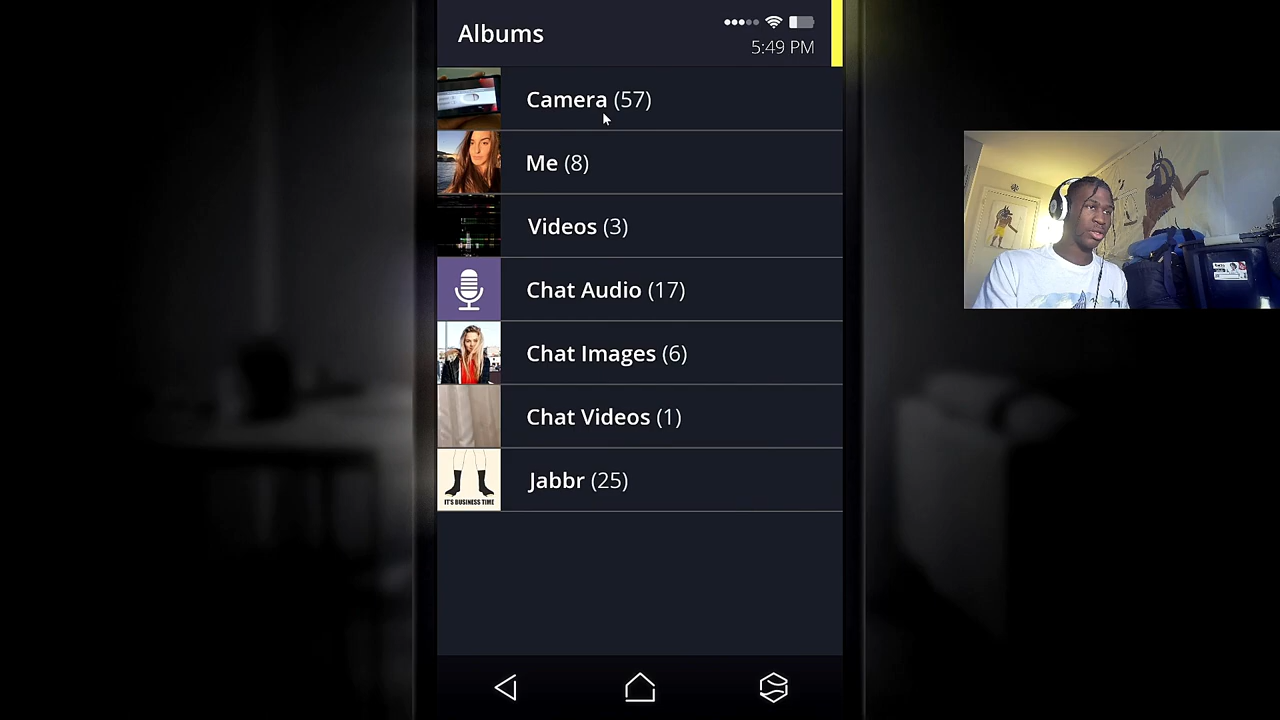 Albums
5:49 PM
Camera (57)
Me (8)
Videos (3)
Chat Audio (17)
Chat Images (6)
Chat Videos (1)
Jabbr (25)
IT'S BUSINESS TIME